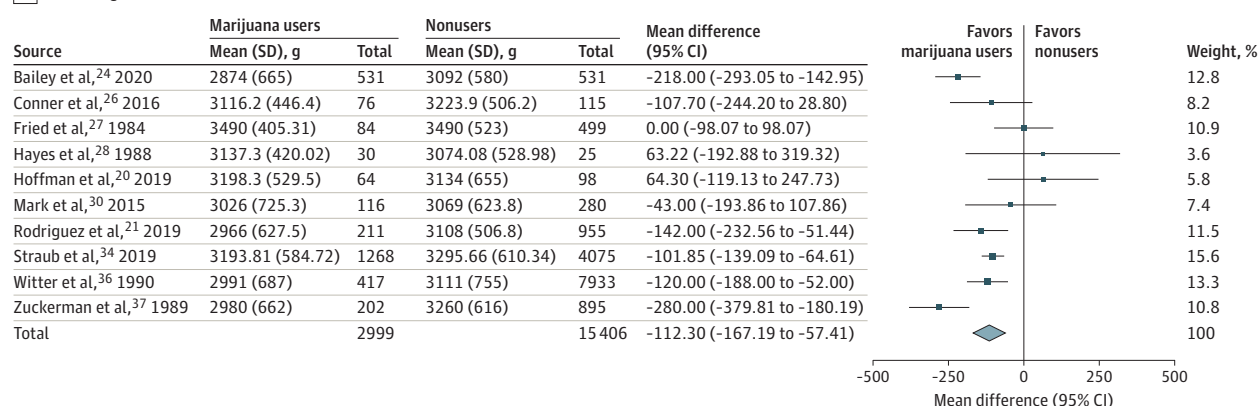 Marijuana users Nonusers Mean difference (95% CI) Favors marijuana users Favors nonusers
Source Mean (SD), g Total Mean (SD), g Total Weight, %
Bailey et al,24 2020 2874 (665) 531 3092 (580) 531 -218.00 (-293.05 to -142.95) 12.8
Conner et al,26 2016 3116.2 (446.4) 76 3223.9 (506.2) 115 -107.70 (-244.20 to 28.80) 8.2
Fried et al,27 1984 3490 (405.31) 84 3490 (523) 499 0.00 (-98.07 to 98.07) 10.9
Hayes et al,28 1988 3137.3 (420.02) 30 3074.08 (528.98) 25 63.22 (-192.88 to 319.32) 3.6
Hoffman et al,20 2019 3198.3 (529.5) 64 3134 (655) 98 64.30 (-119.13 to 247.73) 5.8
Mark et al,30 2015 3026 (725.3) 116 3069 (623.8) 280 -43.00 (-193.86 to 107.86) 7.4
Rodriguez et al,21 2019 2966 (627.5) 211 3108 (506.8) 955 -142.00 (-232.56 to -51.44) 11.5
Straub et al,34 2019 3193.81 (584.72) 1268 3295.66 (610.34) 4075 -101.85 (-139.09 to -64.61) 15.6
Witter et al,36 1990 2991 (687) 417 3111 (755) 7933 -120.00 (-188.00 to -52.00) 13.3
Zuckerman et al,37 1989 2980 (662) 202 3260 (616) 895 -280.00 (-379.81 to -180.19) 10.8
Total 2999 15 406 -112.30 (-167.19 to -57.41) 100
-500 -250 0 250 500
Mean difference (95% CI)